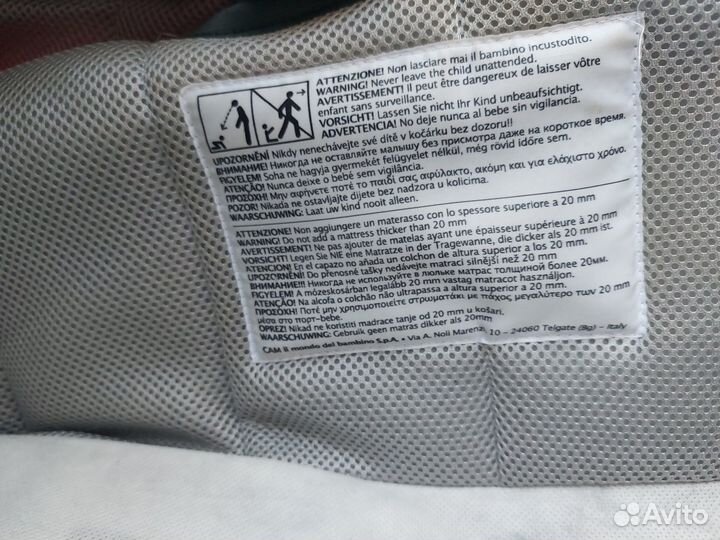 ATTENZIONE! Non lasciare mai il bambino incustodito.
WARNING! Never leave the child unattended.
AVERTISSEMENT! Il peut être dangereux de laisser vôtre
enfant sans surveillance.
VORSICHT! Lassen Sie nicht Ihr Kind unbeaufsichtigt.
ADVERTENCIA! No deje nunca al bebe sin vigilancia.
UPOZORNĚNÍ Nikdy nenechávejte své dítě v kočárku bez dozoru!!
ВНИМАНИЕ! Никогда не оставляйте малышу без присмотра даже на короткое время.
FIGYELEM! Soha ne hagyja gyermekét felügyelet nélkül, még rövid időre sem.
ATENÇÃO! Nunca deixe o bebé sem vigilância.
ΠΡΟΣΟΧΗ! Μην αφήνετε ποτέ το παιδί σας αφύλακτο, ακόμη και για ελάχιστο χρόνο.
POZOR! Nikada ne ostavljajte dijete bez nadzora u kolicima.
WAARSCHUWING: Laat uw kind nooit alleen.
ATTENZIONE! Non aggiungere un materasso con lo spessore superiore a 20 mm
WARNING! Do not add a mattress thicker than 20 mm
AVERTISSEMENT! Ne pas ajouter de matelas ayant une épaisseur supérieure à 20 mm
VORSICHT! Legen Sie NIE eine Matratze in der Tragewanne, die dicker als 20 mm ist.
ATENCION! En el capazo no añada un colchon de altura superior a los 20 mm.
UPOZORNĚNÍ! Do přenosné tašky nedávejte matraci silnější než 20 mm
ВНИМАНИЕ!!! Никогда не используйте в люльке матрас толщиной более 20мм.
FIGYELEM! A mózeskosárban legalább 20 mm vastag matracot használjon.
ATENÇÃO! Na alcofa o colchão não ultrapassa a altura superior a 20 mm.
ΠΡΟΣΟΧΗ! Ποτέ μην χρησιμοποιείτε στρωματάκι με πάχος μεγαλύτερο των 20 mm
μέσα στο πορτ-μπεμπέ.
OPREZ! Nikad ne koristiti madrace tanje od 20 mm u košari.
WAARSCHUWING: Gebruik geen matras dikker als 20mm
CAM il mondo del bambino S.p.A. • Via A. Noli Marenzi, 10 – 24060 Telgate (Bg) – Italy
Avito